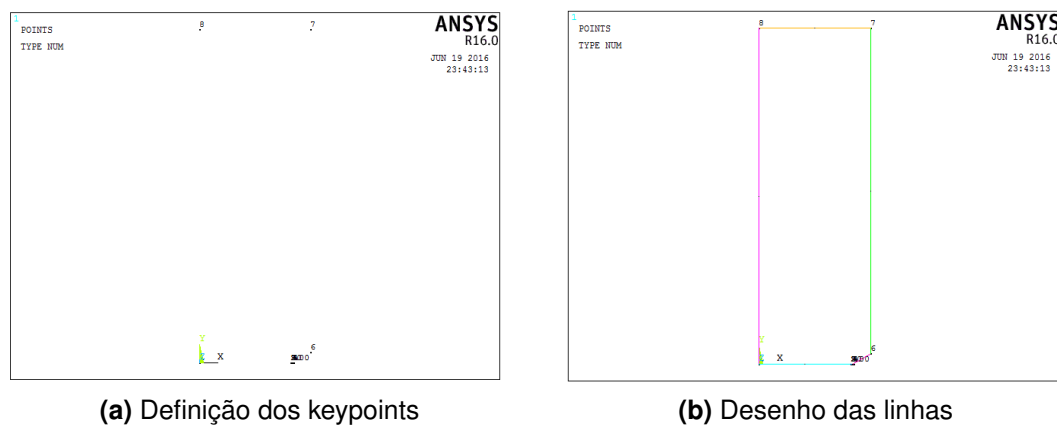 1
POINTS
TYPE NUM
8
7
ANSYS
R16.0
JUN 19 2016
23:43:13
Y
Z
X
6
(a) Definição dos keypoints
1
POINTS
TYPE NUM
8
7
ANSYS
R16.0
JUN 19 2016
23:43:13
Y
Z
X
6
(b) Desenho das linhas